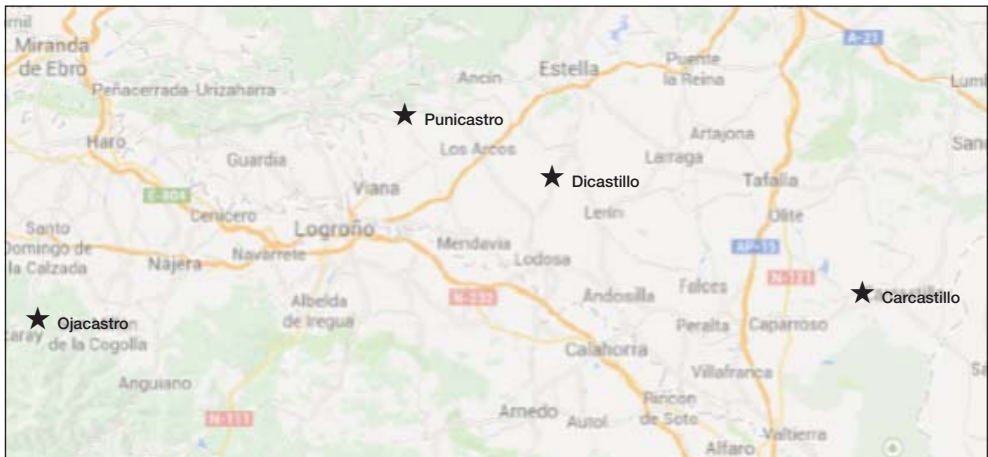 Miranda
de Ebro
Peñacerrada-Urizaharra
Ancín
Estella
Puente
la Reina
A-21
Punicastro
Haro
Guardia
Los Arcos
Artajona
Larraga
Viana
Dicastillo
Tafalla
E-804
Cenicero
Lerín
Olite
Santo
Domingo de
la Calzada
Logroño
Mendavia
Nájera
Navarrete
Lodosa
AP-15
N-121
N-232
Andosilla
Falces
Carcastillo
Albelda
de Iregua
Ojacastro
de la Cogolla
Peralta
Caparroso
Calahorra
Anguiano
Villafranca
N-111
Arnedo
Autol
Rincón
de Soto
Alfaro
Valtierra